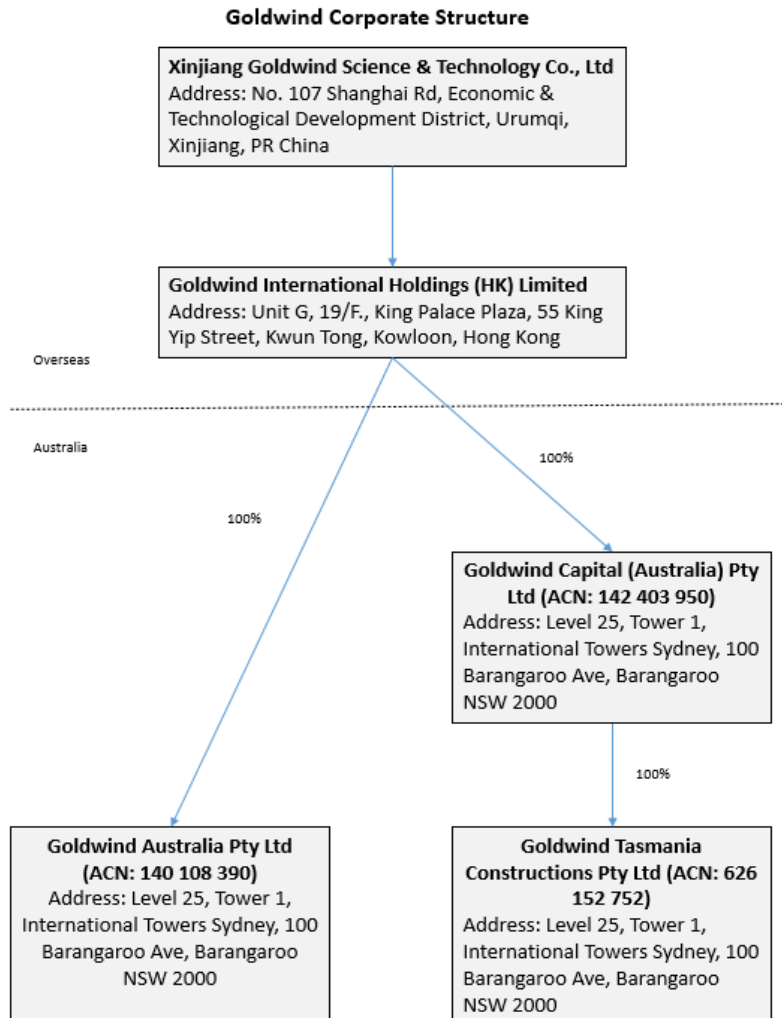 Goldwind Corporate Structure
Xinjiang Goldwind Science & Technology Co., Ltd
Address: No. 107 Shanghai Rd, Economic &
Technological Development District, Urumqi,
Xinjiang, PR China
Goldwind International Holdings (HK) Limited
Address: Unit G, 19/F., King Palace Plaza, 55 King
Yip Street, Kwun Tong, Kowloon, Hong Kong
Overseas
Australia
100%
100%
Goldwind Capital (Australia) Pty
Ltd (ACN: 142 403 950)
Address: Level 25, Tower 1,
International Towers Sydney, 100
Barangaroo Ave, Barangaroo
NSW 2000
100%
Goldwind Australia Pty Ltd
(ACN: 140 108 390)
Address: Level 25, Tower 1,
International Towers Sydney, 100
Barangaroo Ave, Barangaroo
NSW 2000
Goldwind Tasmania
Constructions Pty Ltd (ACN: 626
152 752)
Address: Level 25, Tower 1,
International Towers Sydney, 100
Barangaroo Ave, Barangaroo
NSW 2000